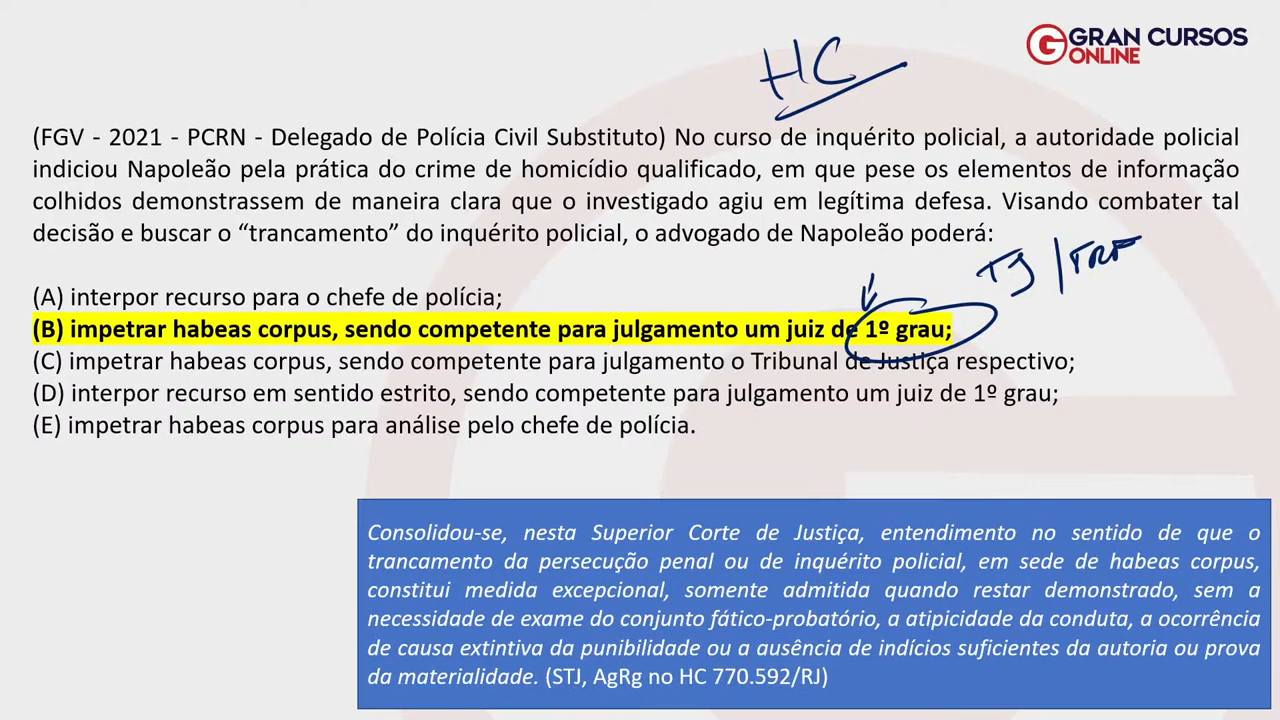 GRAN CURSOS
ONLINE
HC
(FGV - 2021 - PCRN - Delegado de Polícia Civil Substituto) No curso de inquérito policial, a autoridade policial
indiciou Napoleão pela prática do crime de homicídio qualificado, em que pese os elementos de informação
colhidos demonstrassem de maneira clara que o investigado agiu em legítima defesa. Visando combater tal
decisão e buscar o “trancamento” do inquérito policial, o advogado de Napoleão poderá:
TJ / TRF
(A) interpor recurso para o chefe de polícia;
(B) impetrar habeas corpus, sendo competente para julgamento um juiz de 1º grau;
(C) impetrar habeas corpus, sendo competente para julgamento o Tribunal de Justiça respectivo;
(D) interpor recurso em sentido estrito, sendo competente para julgamento um juiz de 1º grau;
(E) impetrar habeas corpus para análise pelo chefe de polícia.
Consolidou-se, nesta Superior Corte de Justiça, entendimento no sentido de que o
trancamento da persecução penal ou de inquérito policial, em sede de habeas corpus,
constitui medida excepcional, somente admitida quando restar demonstrado, sem a
necessidade de exame do conjunto fático-probatório, a atipicidade da conduta, a ocorrência
de causa extintiva da punibilidade ou a ausência de indícios suficientes da autoria ou prova
da materialidade. (STJ, AgRg no HC 770.592/RJ)